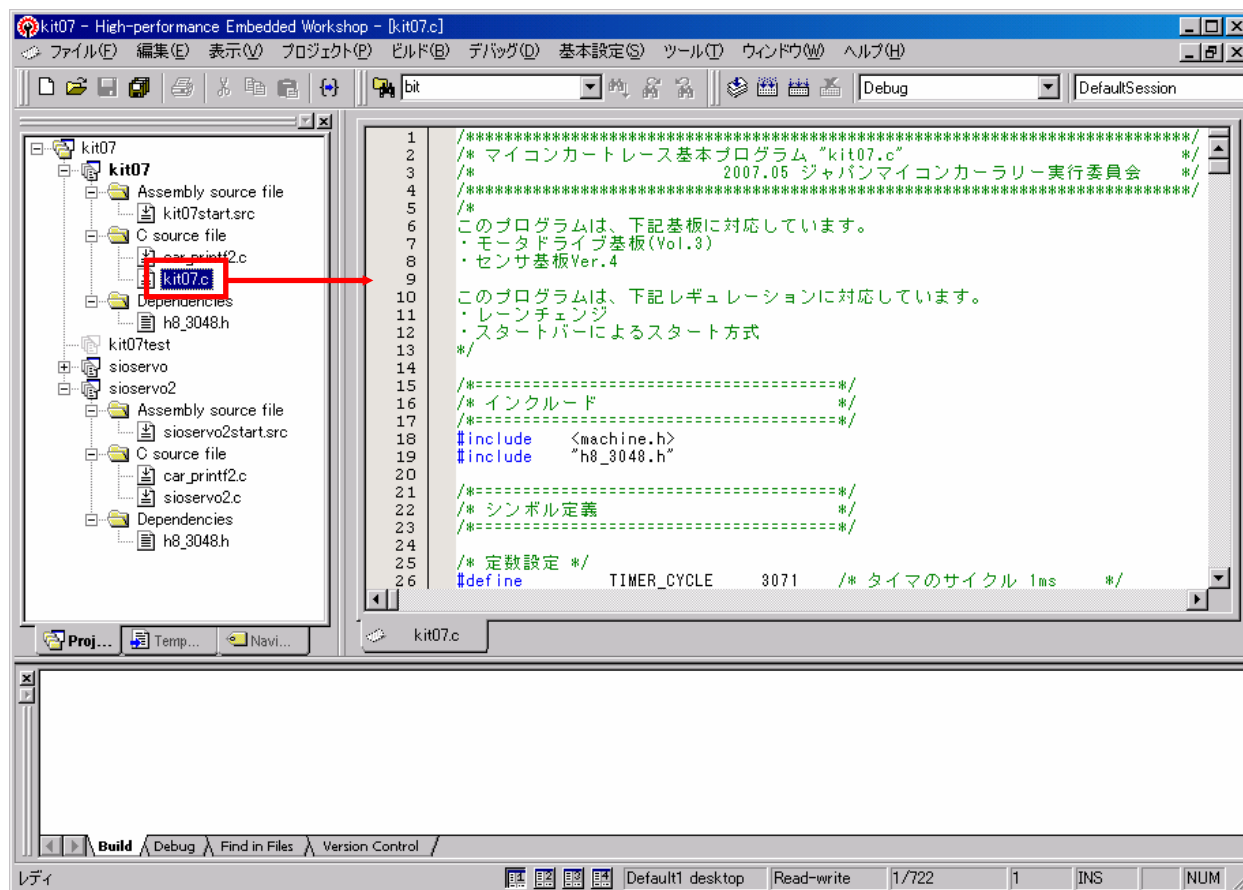 kit07 - High-performance Embedded Workshop - [kit07.c]
ファイル(F) 編集(E) 表示(V) プロジェクト(P) ビルド(B) デバッグ(D) 基本設定(S) ツール(T) ウィンドウ(W) ヘルプ(H)
bit Debug DefaultSession
kit07
kit07
Assembly source file
kit07start.src
C source file
car_printf2.c
kit07.c
Dependencies
h8_3048.h
kit07test
sioservo
sioservo2
Assembly source file
sioservo2start.src
C source file
car_printf2.c
sioservo2.c
Dependencies
h8_3048.h
Proj... Temp... Navi...
1 /****************************************************************************/
2 /* マイコンカートレース基本プログラム "kit07.c" */
3 /* 2007.05 ジャパンマイコンカーラリー実行委員会 */
4 /****************************************************************************/
5 /*
6 このプログラムは、下記基板に対応しています。
7 ・モータドライブ基板(Vol.3)
8 ・センサ基板Ver.4
9
10 このプログラムは、下記レギュレーションに対応しています。
11 ・レーンチェンジ
12 ・スタートバーによるスタート方式
13 */
14
15 /*======================================*/
16 /* インクルード */
17 /*======================================*/
18 #include <machine.h>
19 #include "h8_3048.h"
20
21 /*======================================*/
22 /* シンボル定義 */
23 /*======================================*/
24
25 /* 定数設定 */
26 #define TIMER_CYCLE 3071 /* タイマのサイクル 1ms */
kit07.c
Build Debug Find in Files Version Control
レディ 1 2 3 4 Default1 desktop Read-write 1/722 1 INS NUM